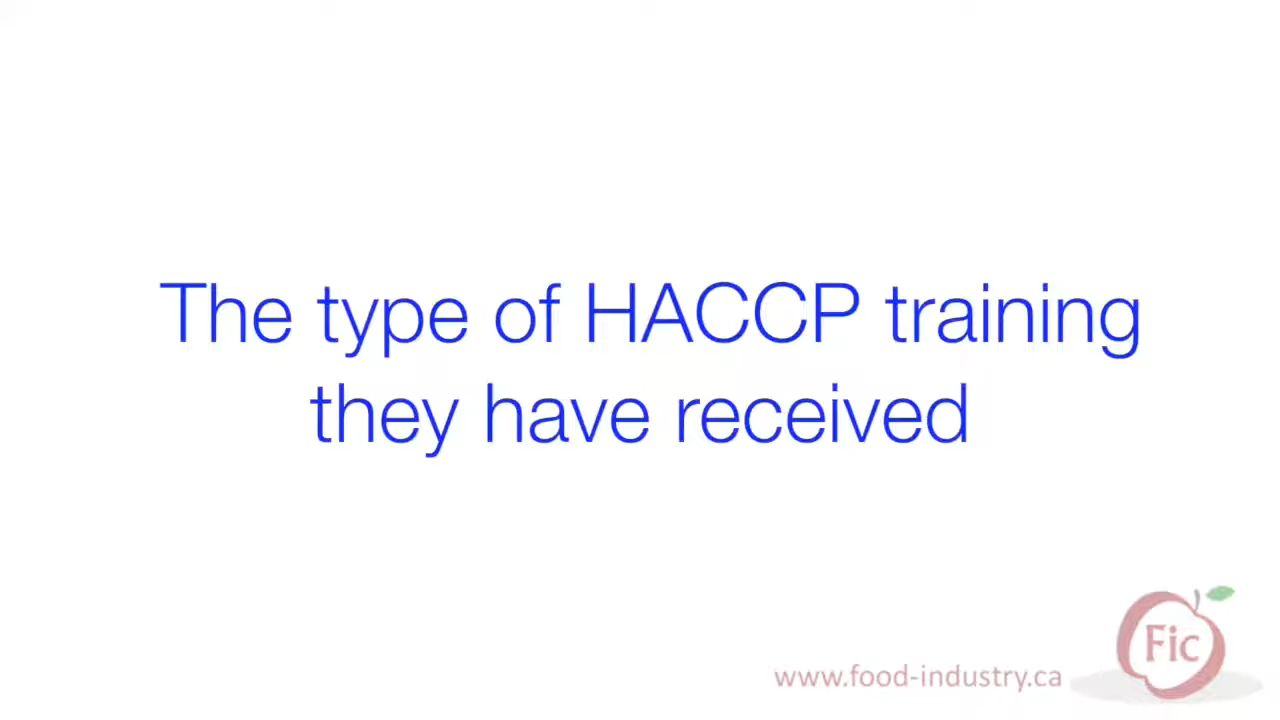 The type of HACCP training
they have received
Fic
www.food-industry.ca